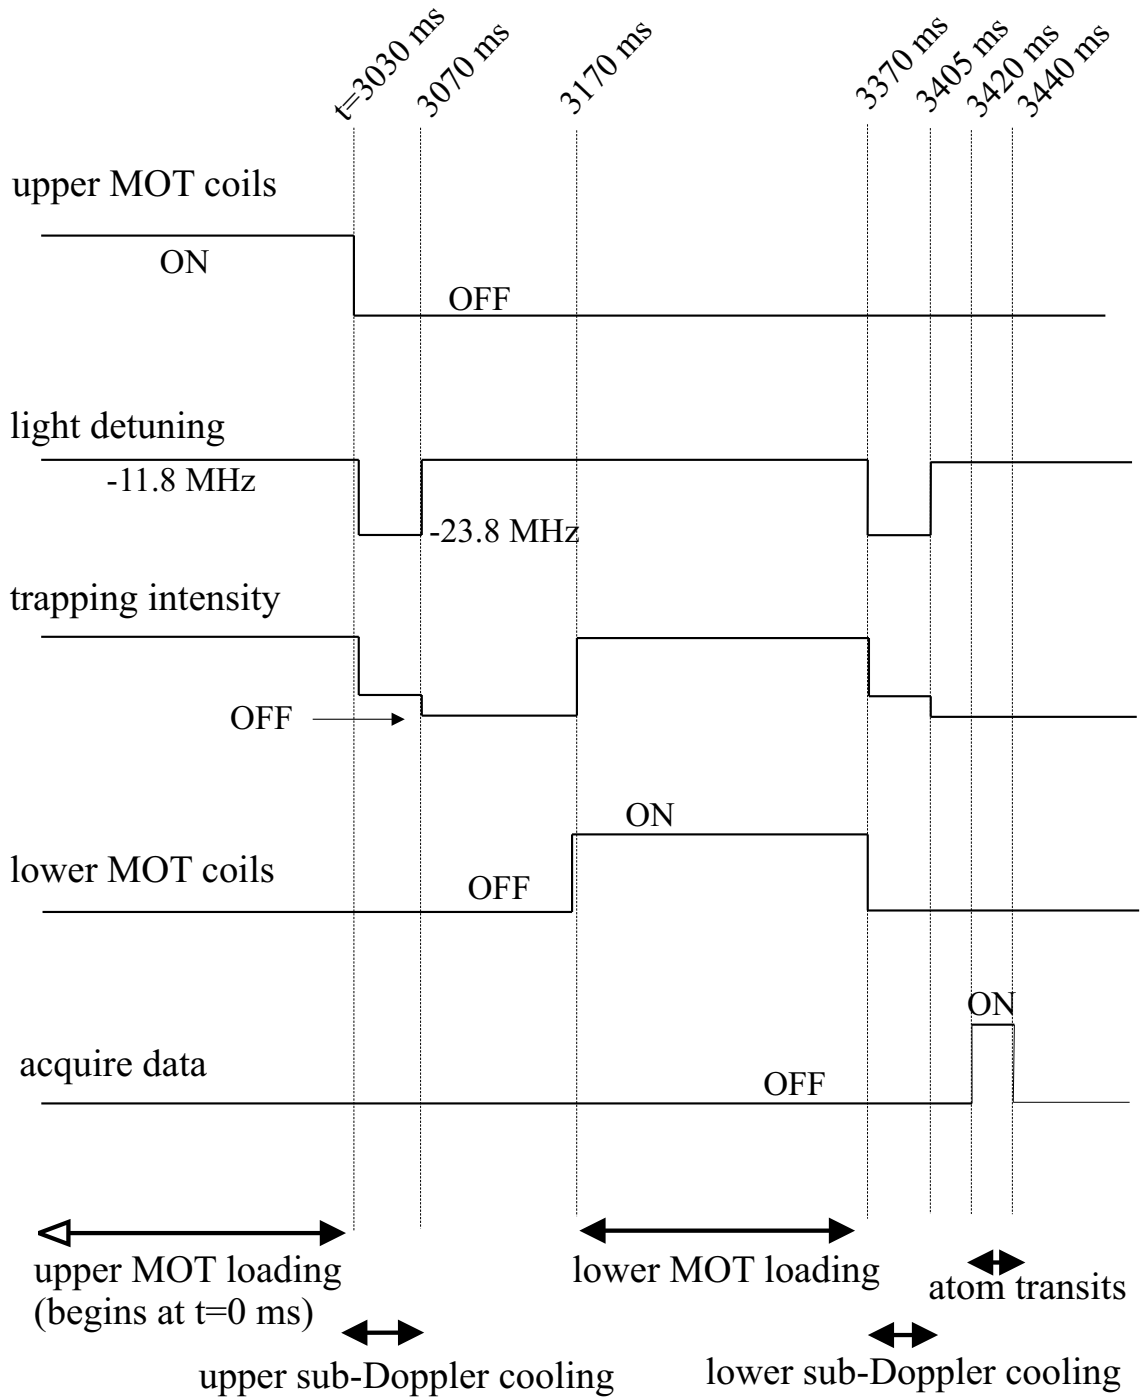 t=3030 ms
3070 ms
3170 ms
3370 ms
3405 ms
3420 ms
3440 ms
upper MOT coils
ON
OFF
light detuning
-11.8 MHz
-23.8 MHz
trapping intensity
OFF
ON
lower MOT coils
OFF
ON
acquire data
OFF
upper MOT loading
(begins at t=0 ms)
lower MOT loading
atom transits
upper sub-Doppler cooling
lower sub-Doppler cooling